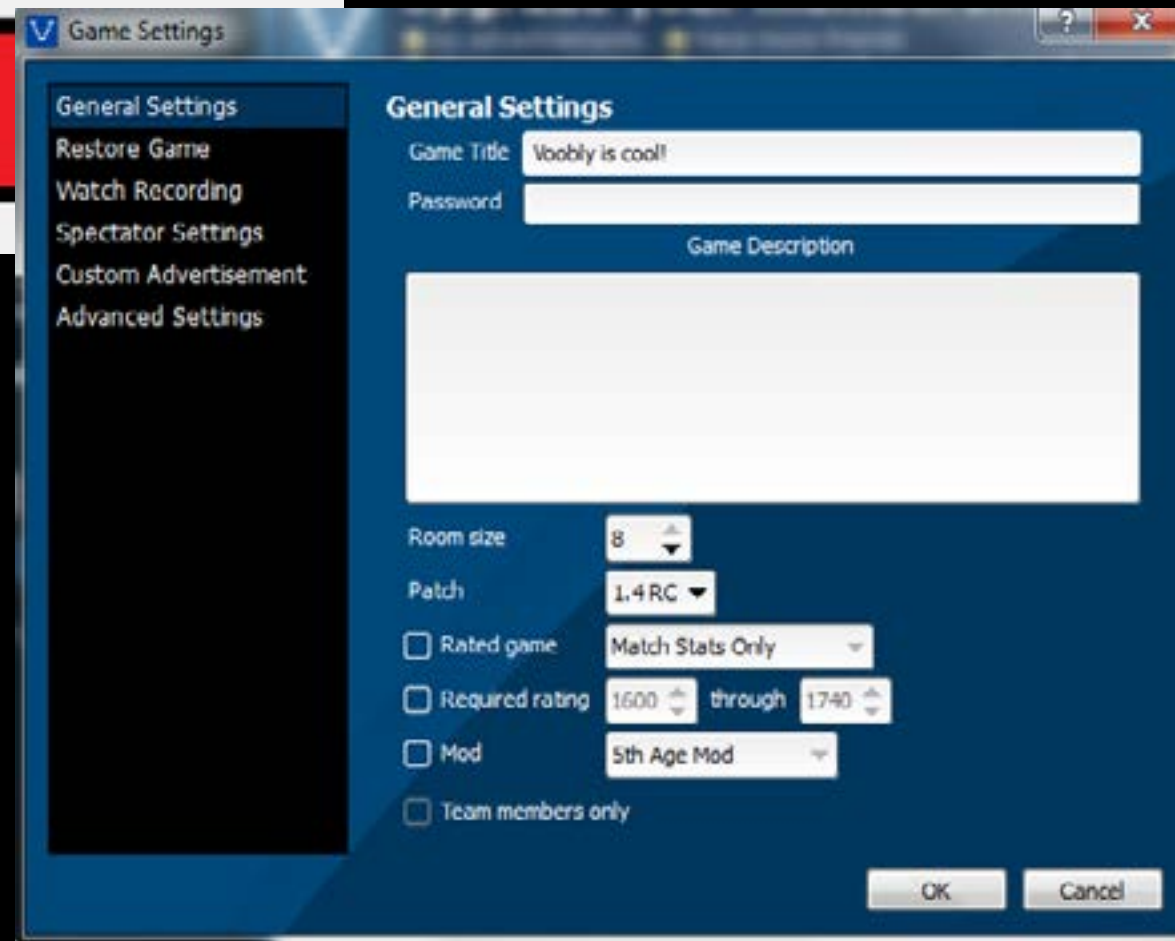 Game Settings
?
General Settings
Restore Game
Watch Recording
Spectator Settings
Custom Advertisement
Advanced Settings
General Settings
Game Title Voobly is cool!
Password
Game Description
Room size 8
Patch 1.4 RC
Rated game Match Stats Only
Required rating 1600 through 1740
Mod 5th Age Mod
Team members only
OK Cancel